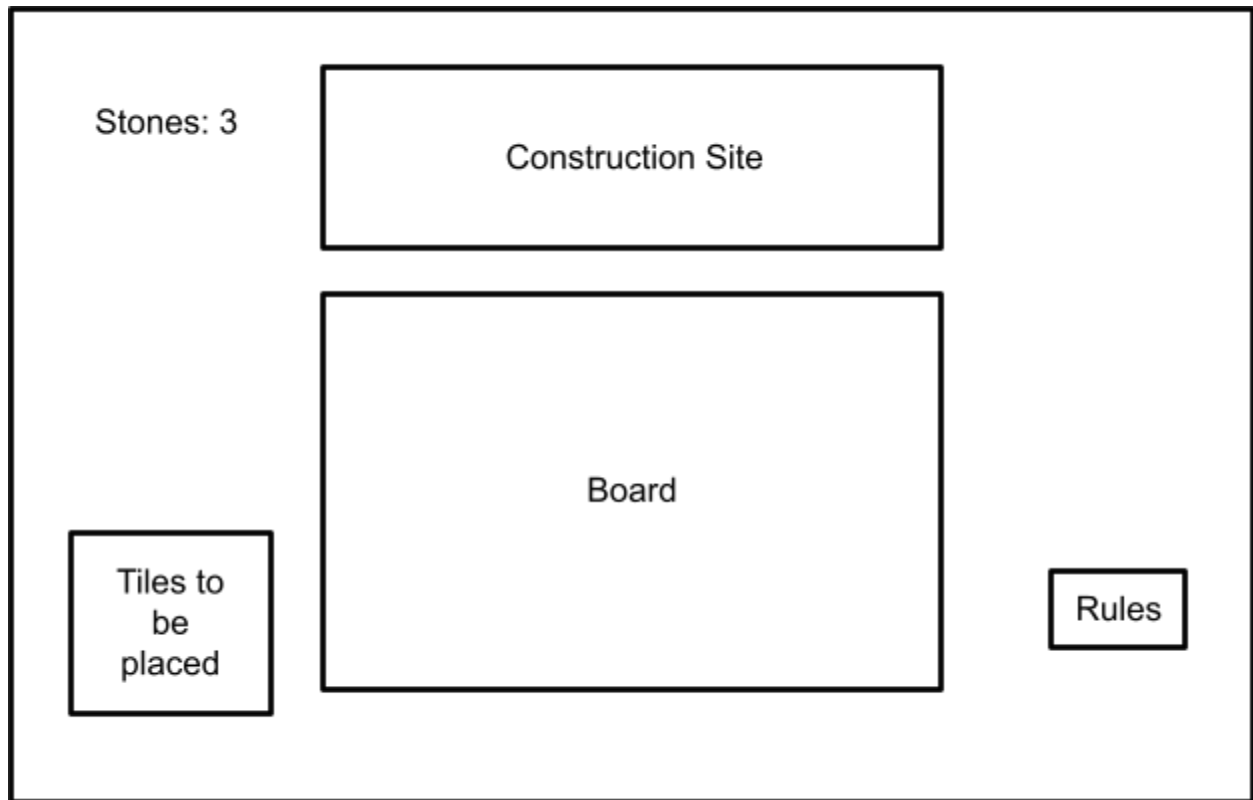 Stones: 3
Construction Site
Board
Tiles to
be
placed
Rules